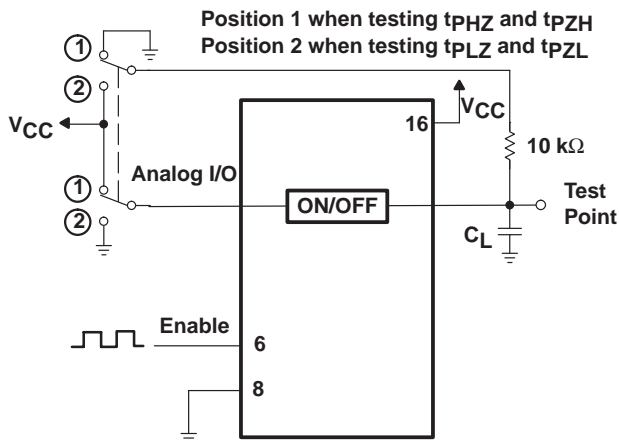 Position 1 when testing tPHZ and tPZH
Position 2 when testing tPLZ and tPZL
1
2
VCC
VCC
16
10 kΩ
1
Analog I/O
2
ON/OFF
Test
Point
CL
Enable
6
8